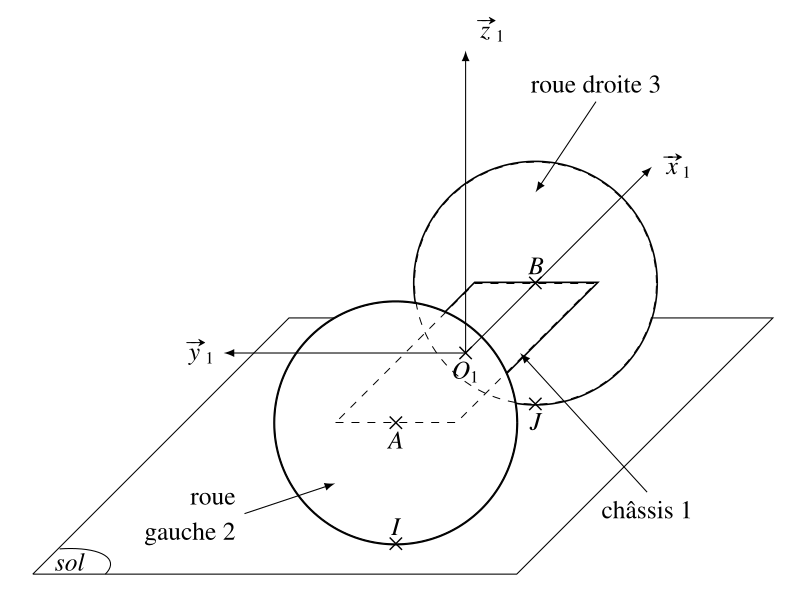 z⃗ 1
roue droite 3
x⃗ 1
B
y⃗ 1
O1
J
A
roue
gauche 2
I
châssis 1
sol